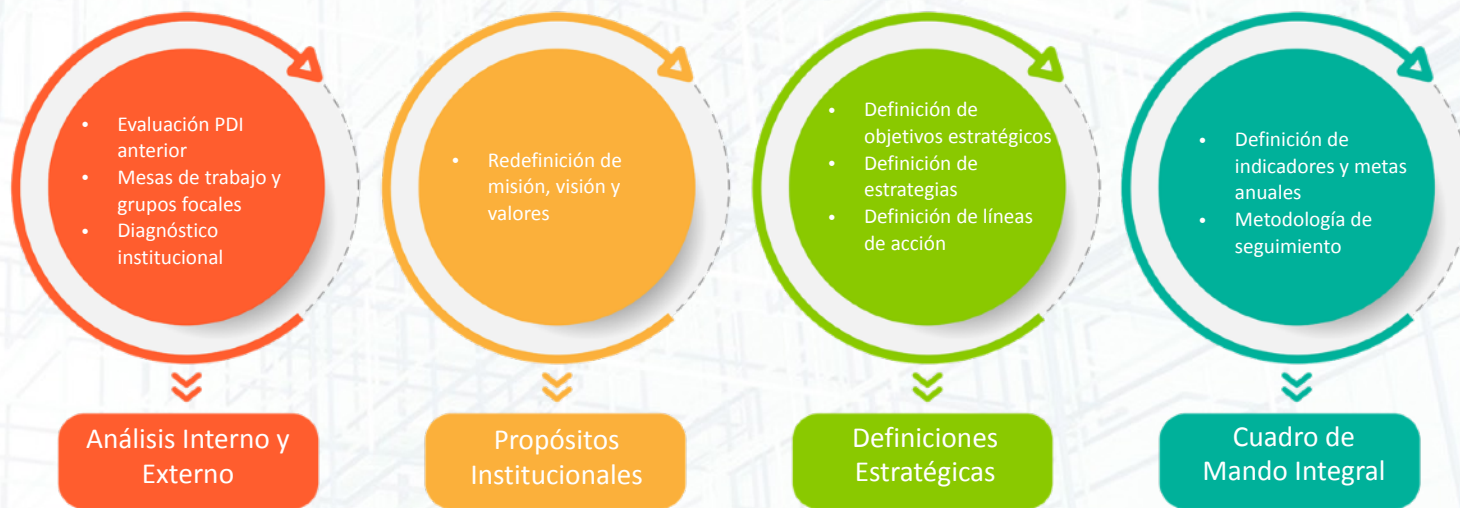 • Evaluación PDI
anterior
• Mesas de trabajo y
grupos focales
• Diagnóstico
institucional
Análisis Interno y
Externo
• Redefinición de
misión, visión y
valores
Propósitos
Institucionales
• Definición de
objetivos estratégicos
• Definición de
estrategias
• Definición de líneas
de acción
Definiciones
Estratégicas
• Definición de
indicadores y metas
anuales
• Metodología de
seguimiento
Cuadro de
Mando Integral